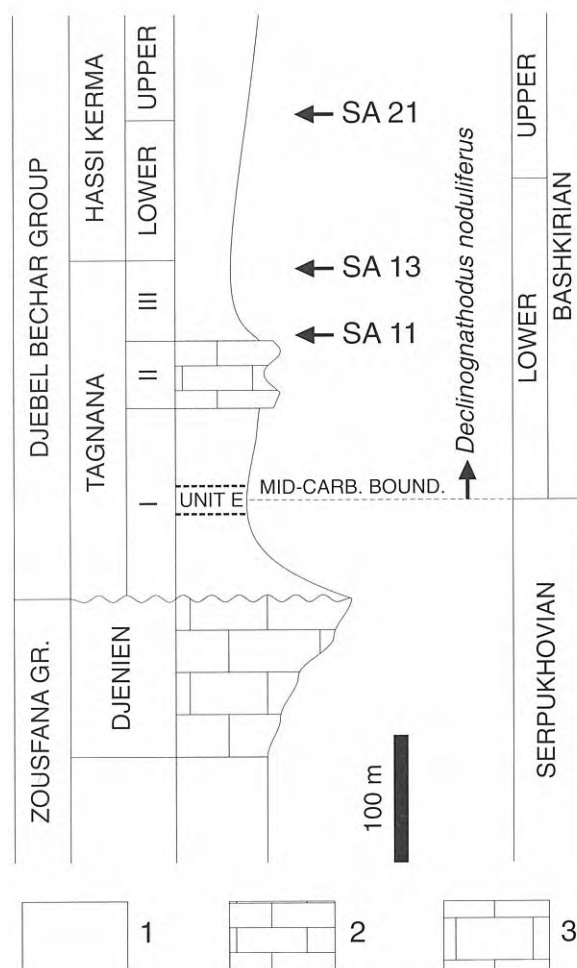 DJEBEL BECHAR GROUP
ZOUSFANA GR.
HASSI KERMA
TAGNANA
DJENIEN
UPPER
LOWER
III
II
I
UNIT E
MID-CARB. BOUND.
SA 21
SA 13
SA 11
Declinognathodus noduliferus
100 m
UPPER
LOWER
BASHKIRIAN
SERPUKHOVIAN
1
2
3